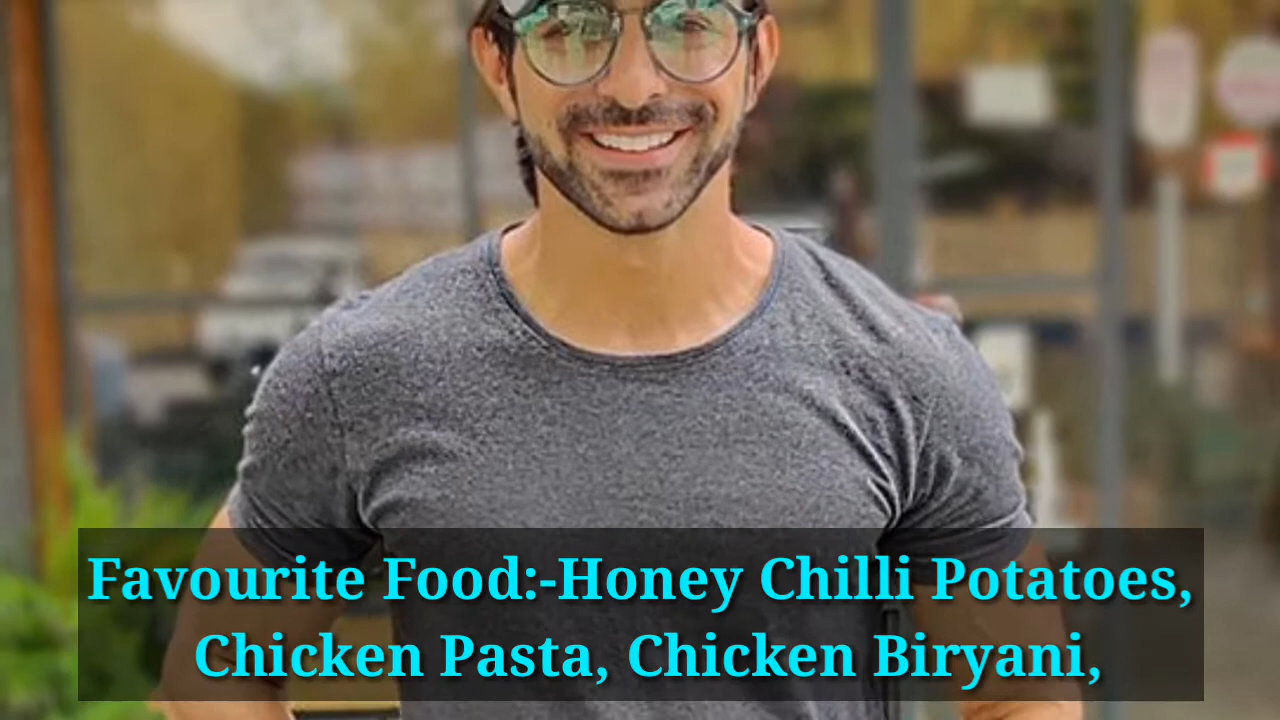 Favourite Food:-Honey Chilli Potatoes,
Chicken Pasta, Chicken Biryani,